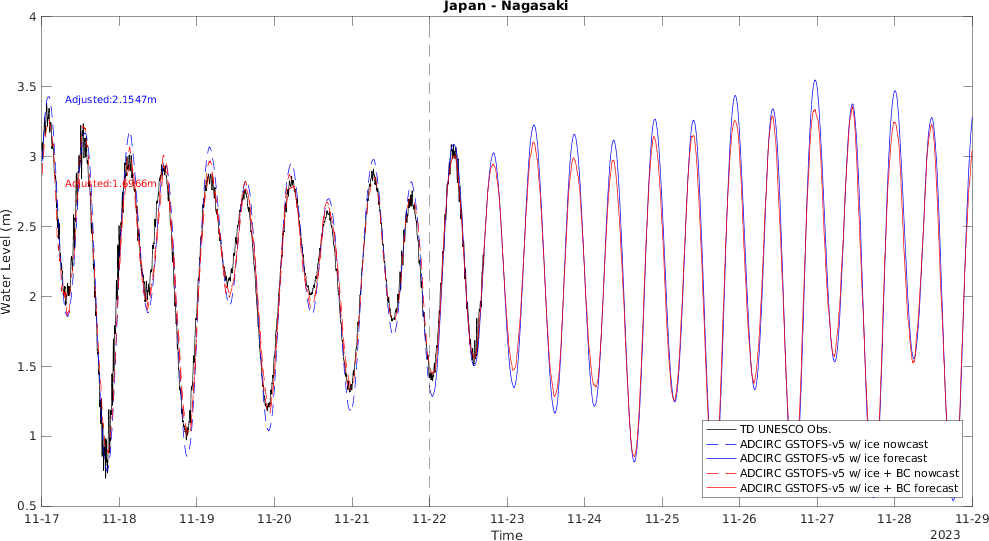 Japan - Nagasaki
4
3.5
3
2.5
2
1.5
1
0.5
Water Level (m)
Adjusted:2.1547m
Adjusted:1.6966m
TD UNESCO Obs.
ADCIRC GSTOFS-v5 w/ ice nowcast
ADCIRC GSTOFS-v5 w/ ice forecast
ADCIRC GSTOFS-v5 w/ ice + BC nowcast
ADCIRC GSTOFS-v5 w/ ice + BC forecast
11-17 11-18 11-19 11-20 11-21 11-22 11-23 11-24 11-25 11-26 11-27 11-28 11-29
Time
2023